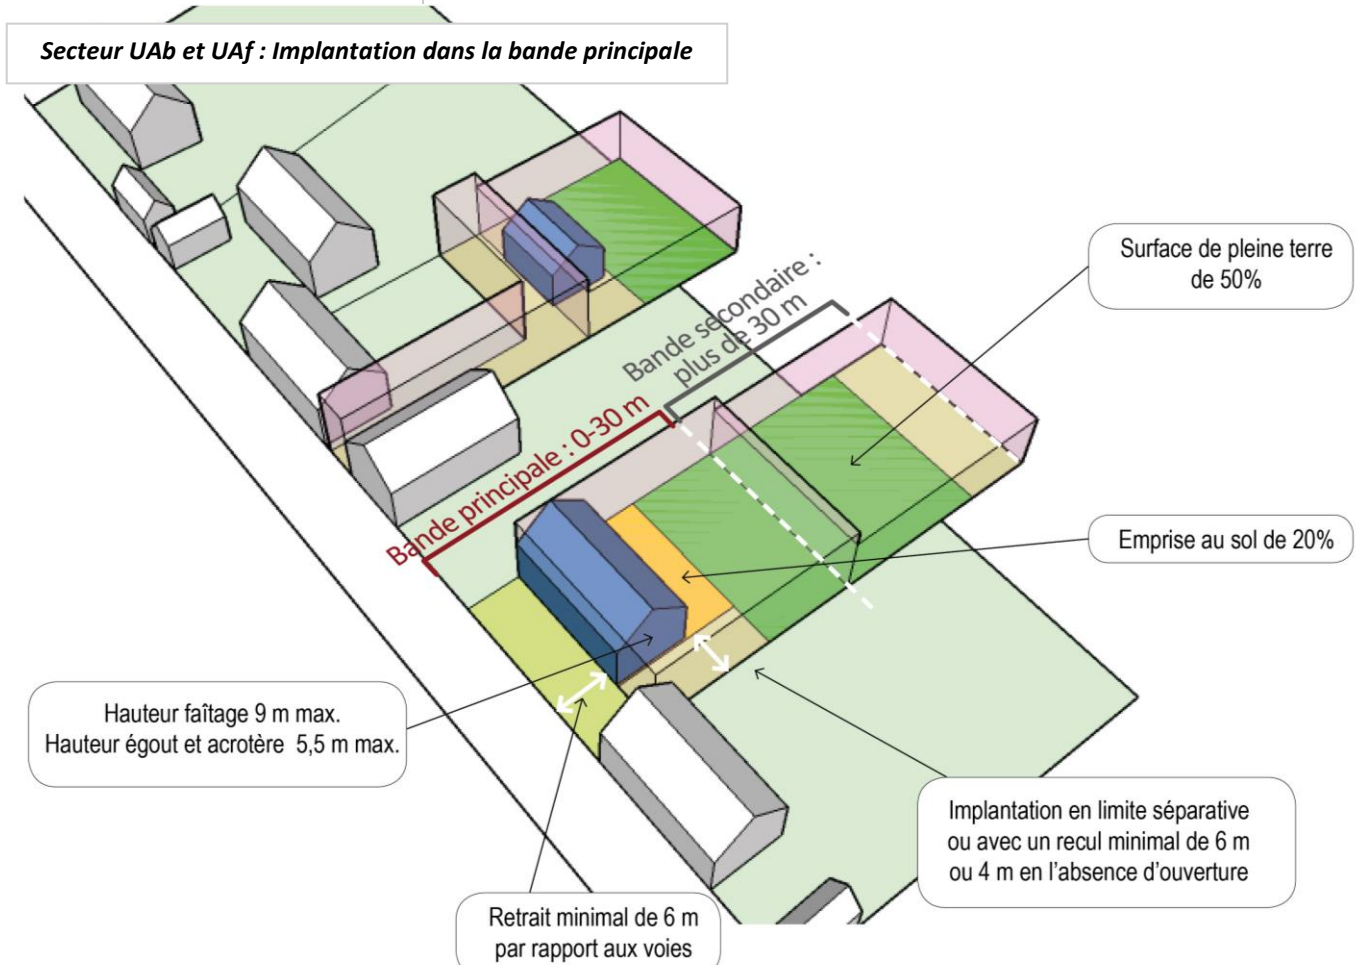 Secteur UAb et UAf : Implantation dans la bande principale
Surface de pleine terre
de 50%
Bande secondaire :
plus de 30 m
Bande principale : 0-30 m
Emprise au sol de 20%
Hauteur faîtage 9 m max.
Hauteur égout et acrotère 5,5 m max.
Implantation en limite séparative
ou avec un recul minimal de 6 m
ou 4 m en l'absence d'ouverture
Retrait minimal de 6 m
par rapport aux voies